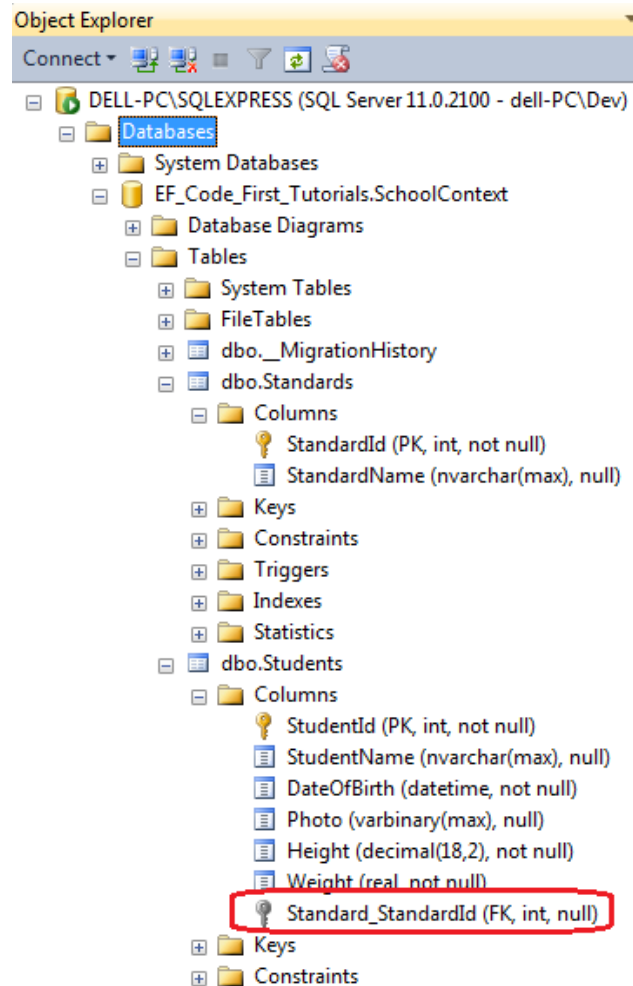 Object Explorer
Connect
DELL-PC\SQLEXPRESS (SQL Server 11.0.2100 - dell-PC\Dev)
Databases
System Databases
EF_Code_First_Tutorials.SchoolContext
Database Diagrams
Tables
System Tables
FileTables
dbo.__MigrationHistory
dbo.Standards
Columns
StandardId (PK, int, not null)
StandardName (nvarchar(max), null)
Keys
Constraints
Triggers
Indexes
Statistics
dbo.Students
Columns
StudentId (PK, int, not null)
StudentName (nvarchar(max), null)
DateOfBirth (datetime, not null)
Photo (varbinary(max), null)
Height (decimal(18,2), not null)
Weight (real, not null)
Standard_StandardId (FK, int, null)
Keys
Constraints